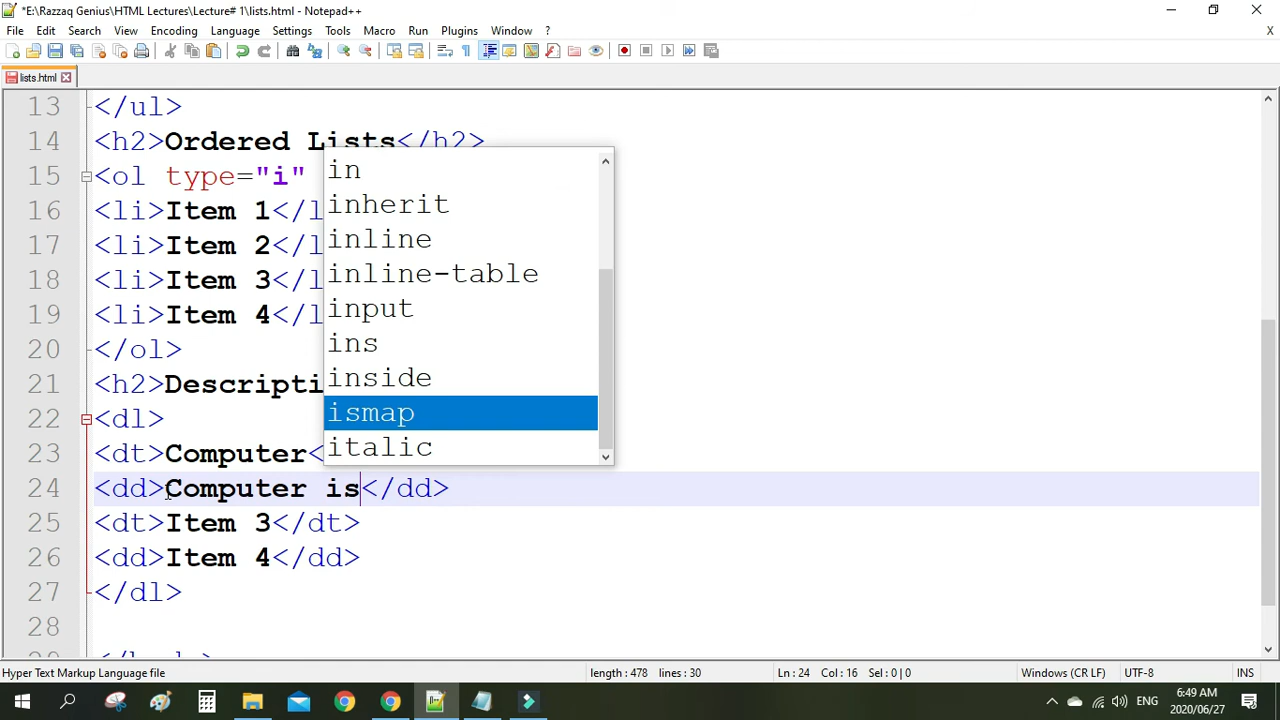 *E:\Razzaq Genius\HTML Lectures\Lecture# 1\lists.html - Notepad++
File Edit Search View Encoding Language Settings Tools Macro Run Plugins Window ? X
lists.html
13 </ul>
14 <h2>Ordered Lists</h2>
15 <ol type="i"
16 <li>Item 1</l
17 <li>Item 2</l
18 <li>Item 3</l
19 <li>Item 4</l
20 </ol>
21 <h2>Descripti
22 <dl>
23 <dt>Computer<
24 <dd>Computer is</dd>
25 <dt>Item 3</dt>
26 <dd>Item 4</dd>
27 </dl>
28
in
inherit
inline
inline-table
input
ins
inside
ismap
italic
Hyper Text Markup Language file length : 478 lines : 30 Ln : 24 Col : 16 Sel : 0 | 0 Windows (CR LF) UTF-8 INS
ENG
6:49 AM
2020/06/27